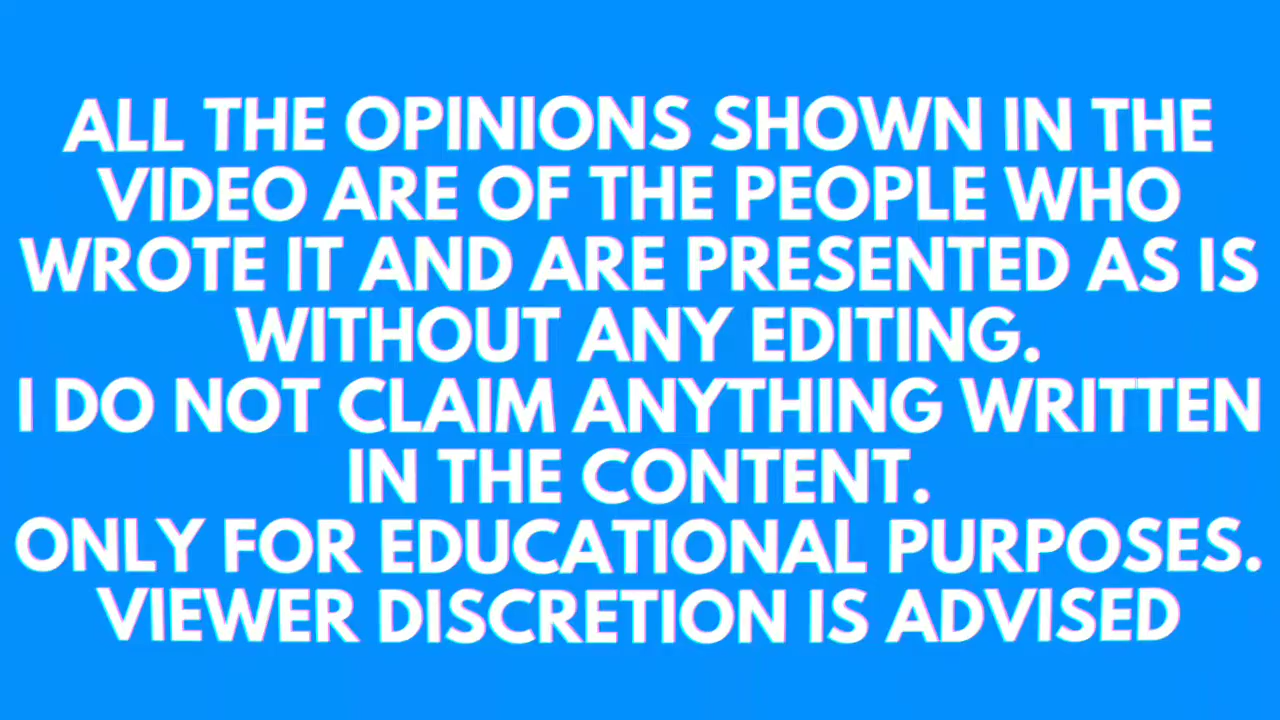 ALL THE OPINIONS SHOWN IN THE
VIDEO ARE OF THE PEOPLE WHO
WROTE IT AND ARE PRESENTED AS IS
WITHOUT ANY EDITING.
I DO NOT CLAIM ANYTHING WRITTEN
IN THE CONTENT.
ONLY FOR EDUCATIONAL PURPOSES.
VIEWER DISCRETION IS ADVISED